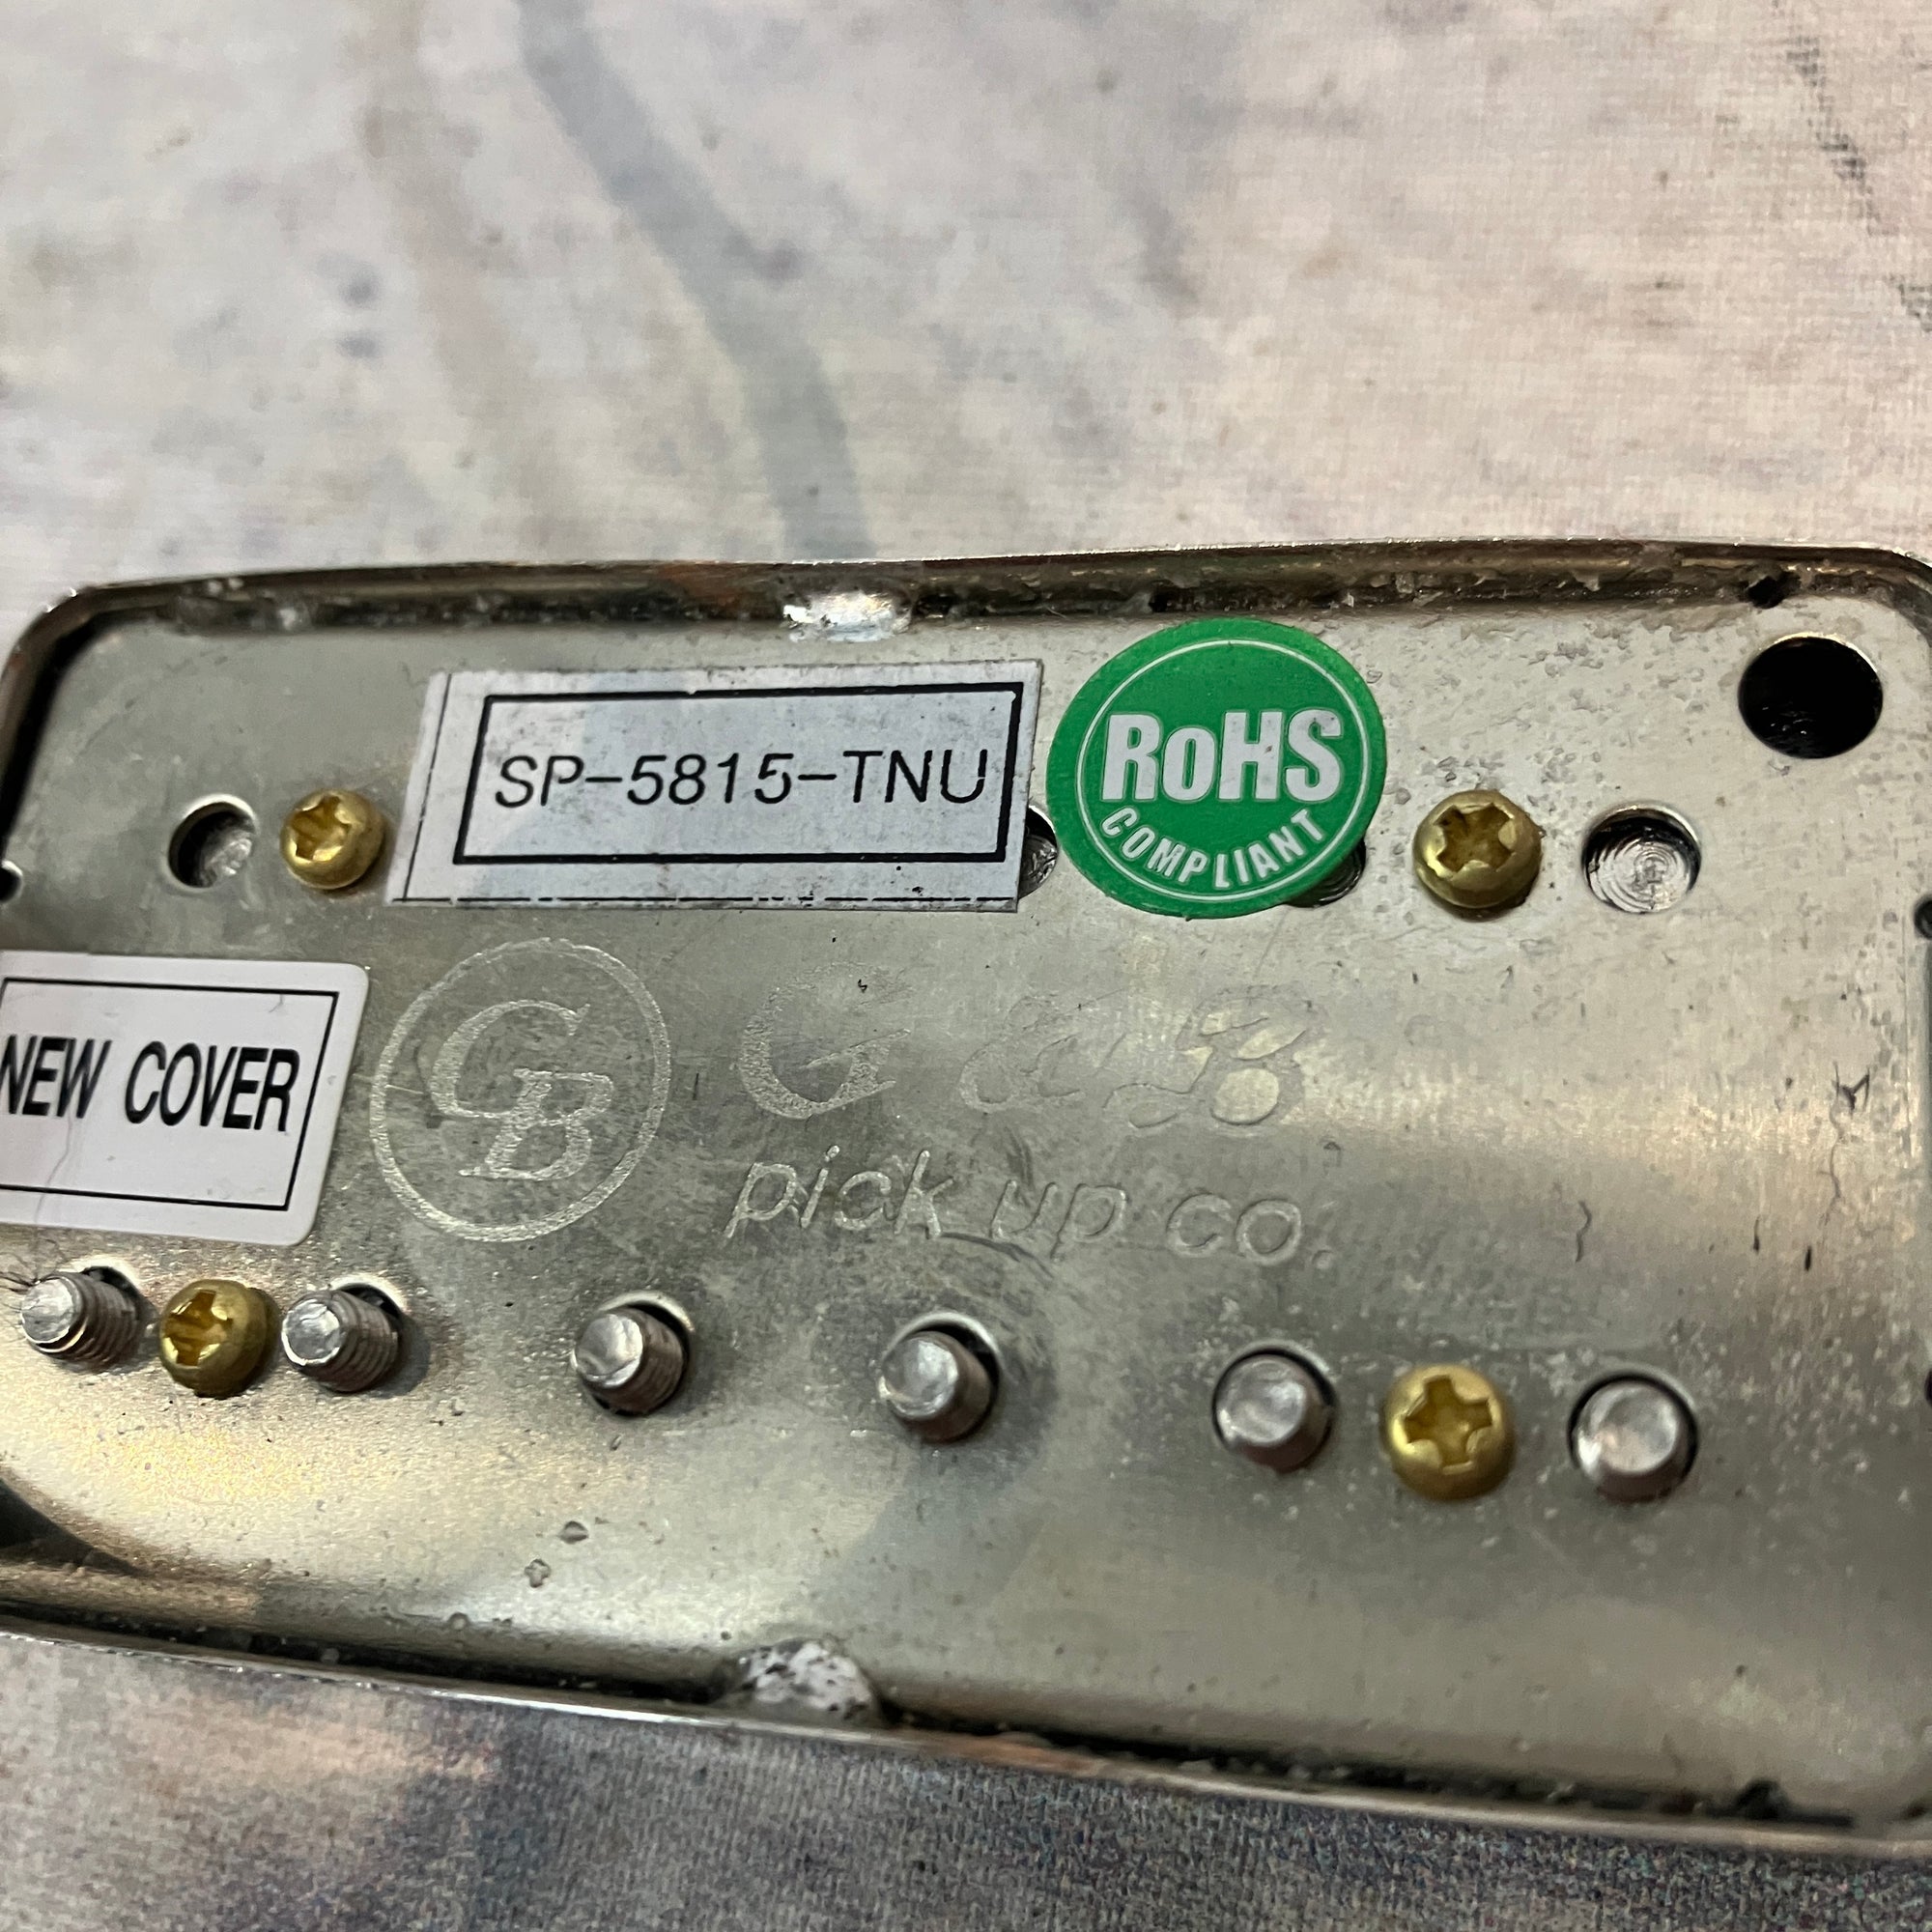 SP-5815-TNU
RoHS
COMPLIANT
NEW COVER
GB
G & B
pick up co.